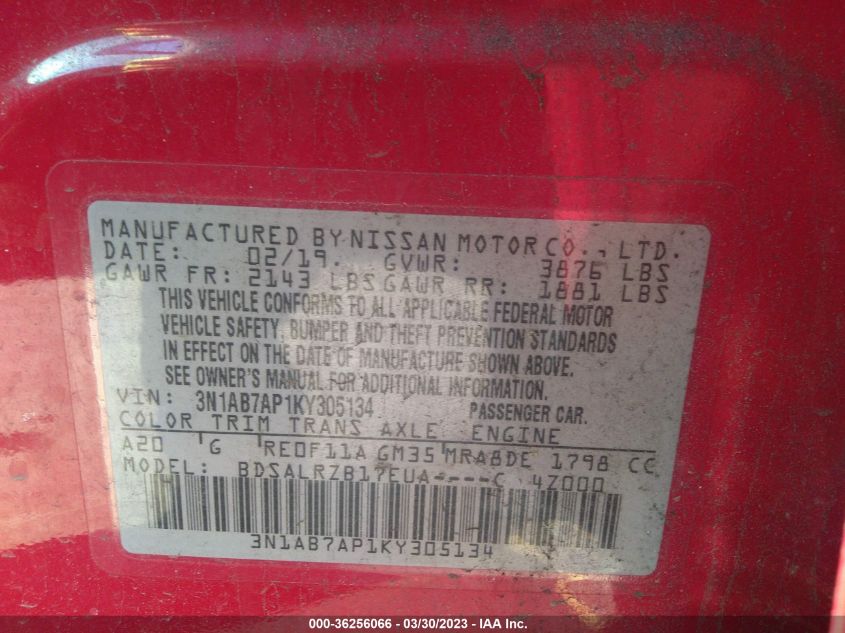 MANUFACTURED BY NISSAN MOTOR CO., LTD.
DATE: 02/19. GVWR: 3876 LBS
GAWR FR: 2143 LBS GAWR RR: 1881 LBS
THIS VEHICLE CONFORMS TO ALL APPLICABLE FEDERAL MOTOR
VEHICLE SAFETY, BUMPER AND THEFT PREVENTION STANDARDS
IN EFFECT ON THE DATE OF MANUFACTURE SHOWN ABOVE.
SEE OWNER'S MANUAL FOR ADDITIONAL INFORMATION.
VIN: 3N1AB7AP1KY305134 PASSENGER CAR.
COLOR TRIM TRANS AXLE ENGINE
A20 G RE0F11A GM35 MRA8DE 1798 CC
MODEL: BDSALRZB17EUA----C 4Z000
3N1AB7AP1KY305134
000-36256066 - 03/30/2023 - IAA Inc.